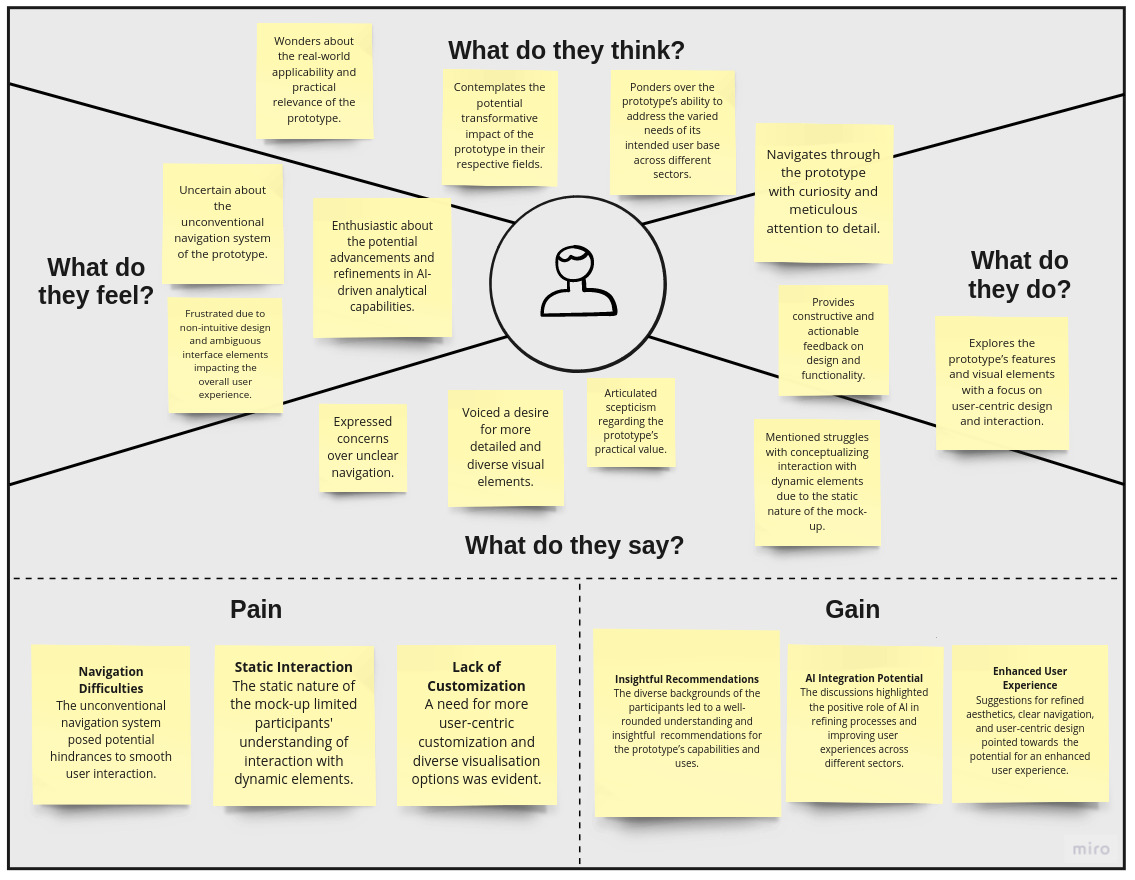 What do they think?
Wonders about
the real-world
applicability and
practical
relevance of the
prototype.
Contemplates the
potential
transformative
impact of the
prototype in their
respective fields.
Ponders over the
prototype's ability to
address the varied
needs of its
intended user base
across different
sectors.
What do
they feel?
Uncertain about
the
unconventional
navigation system
of the prototype.
Enthusiastic about
the potential
advancements and
refinements in AI-
driven analytical
capabilities.
Frustrated due to
non-intuitive design
and ambiguous
interface elements
impacting the
overall user
experience.
What do
they do?
Navigates through
the prototype
with curiosity and
meticulous
attention to detail.
Provides
constructive and
actionable
feedback on
design and
functionality.
Explores the
prototype's features
and visual elements
with a focus on
user-centric design
and interaction.
What do they say?
Expressed
concerns
over unclear
navigation.
Voiced a desire
for more
detailed and
diverse visual
elements.
Articulated
scepticism
regarding the
prototype's
practical value.
Mentioned struggles
with conceptualizing
interaction with
dynamic elements
due to the static
nature of the mock-
up.
Pain
Navigation
Difficulties
The unconventional
navigation system
posed potential
hindrances to smooth
user interaction.
Static Interaction
The static nature of
the mock-up limited
participants'
understanding of
interaction with
dynamic elements.
Lack of
Customization
A need for more
user-centric
customization and
diverse visualisation
options was evident.
Gain
Insightful Recommendations
The diverse backgrounds of the
participants led to a well-
rounded understanding and
insightful recommendations for
the prototype's capabilities and
uses.
AI Integration Potential
The discussions highlighted
the positive role of AI in
refining processes and
improving user
experiences across
different sectors.
Enhanced User
Experience
Suggestions for refined
aesthetics, clear navigation,
and user-centric design
pointed towards the
potential for an enhanced
user experience.
miro